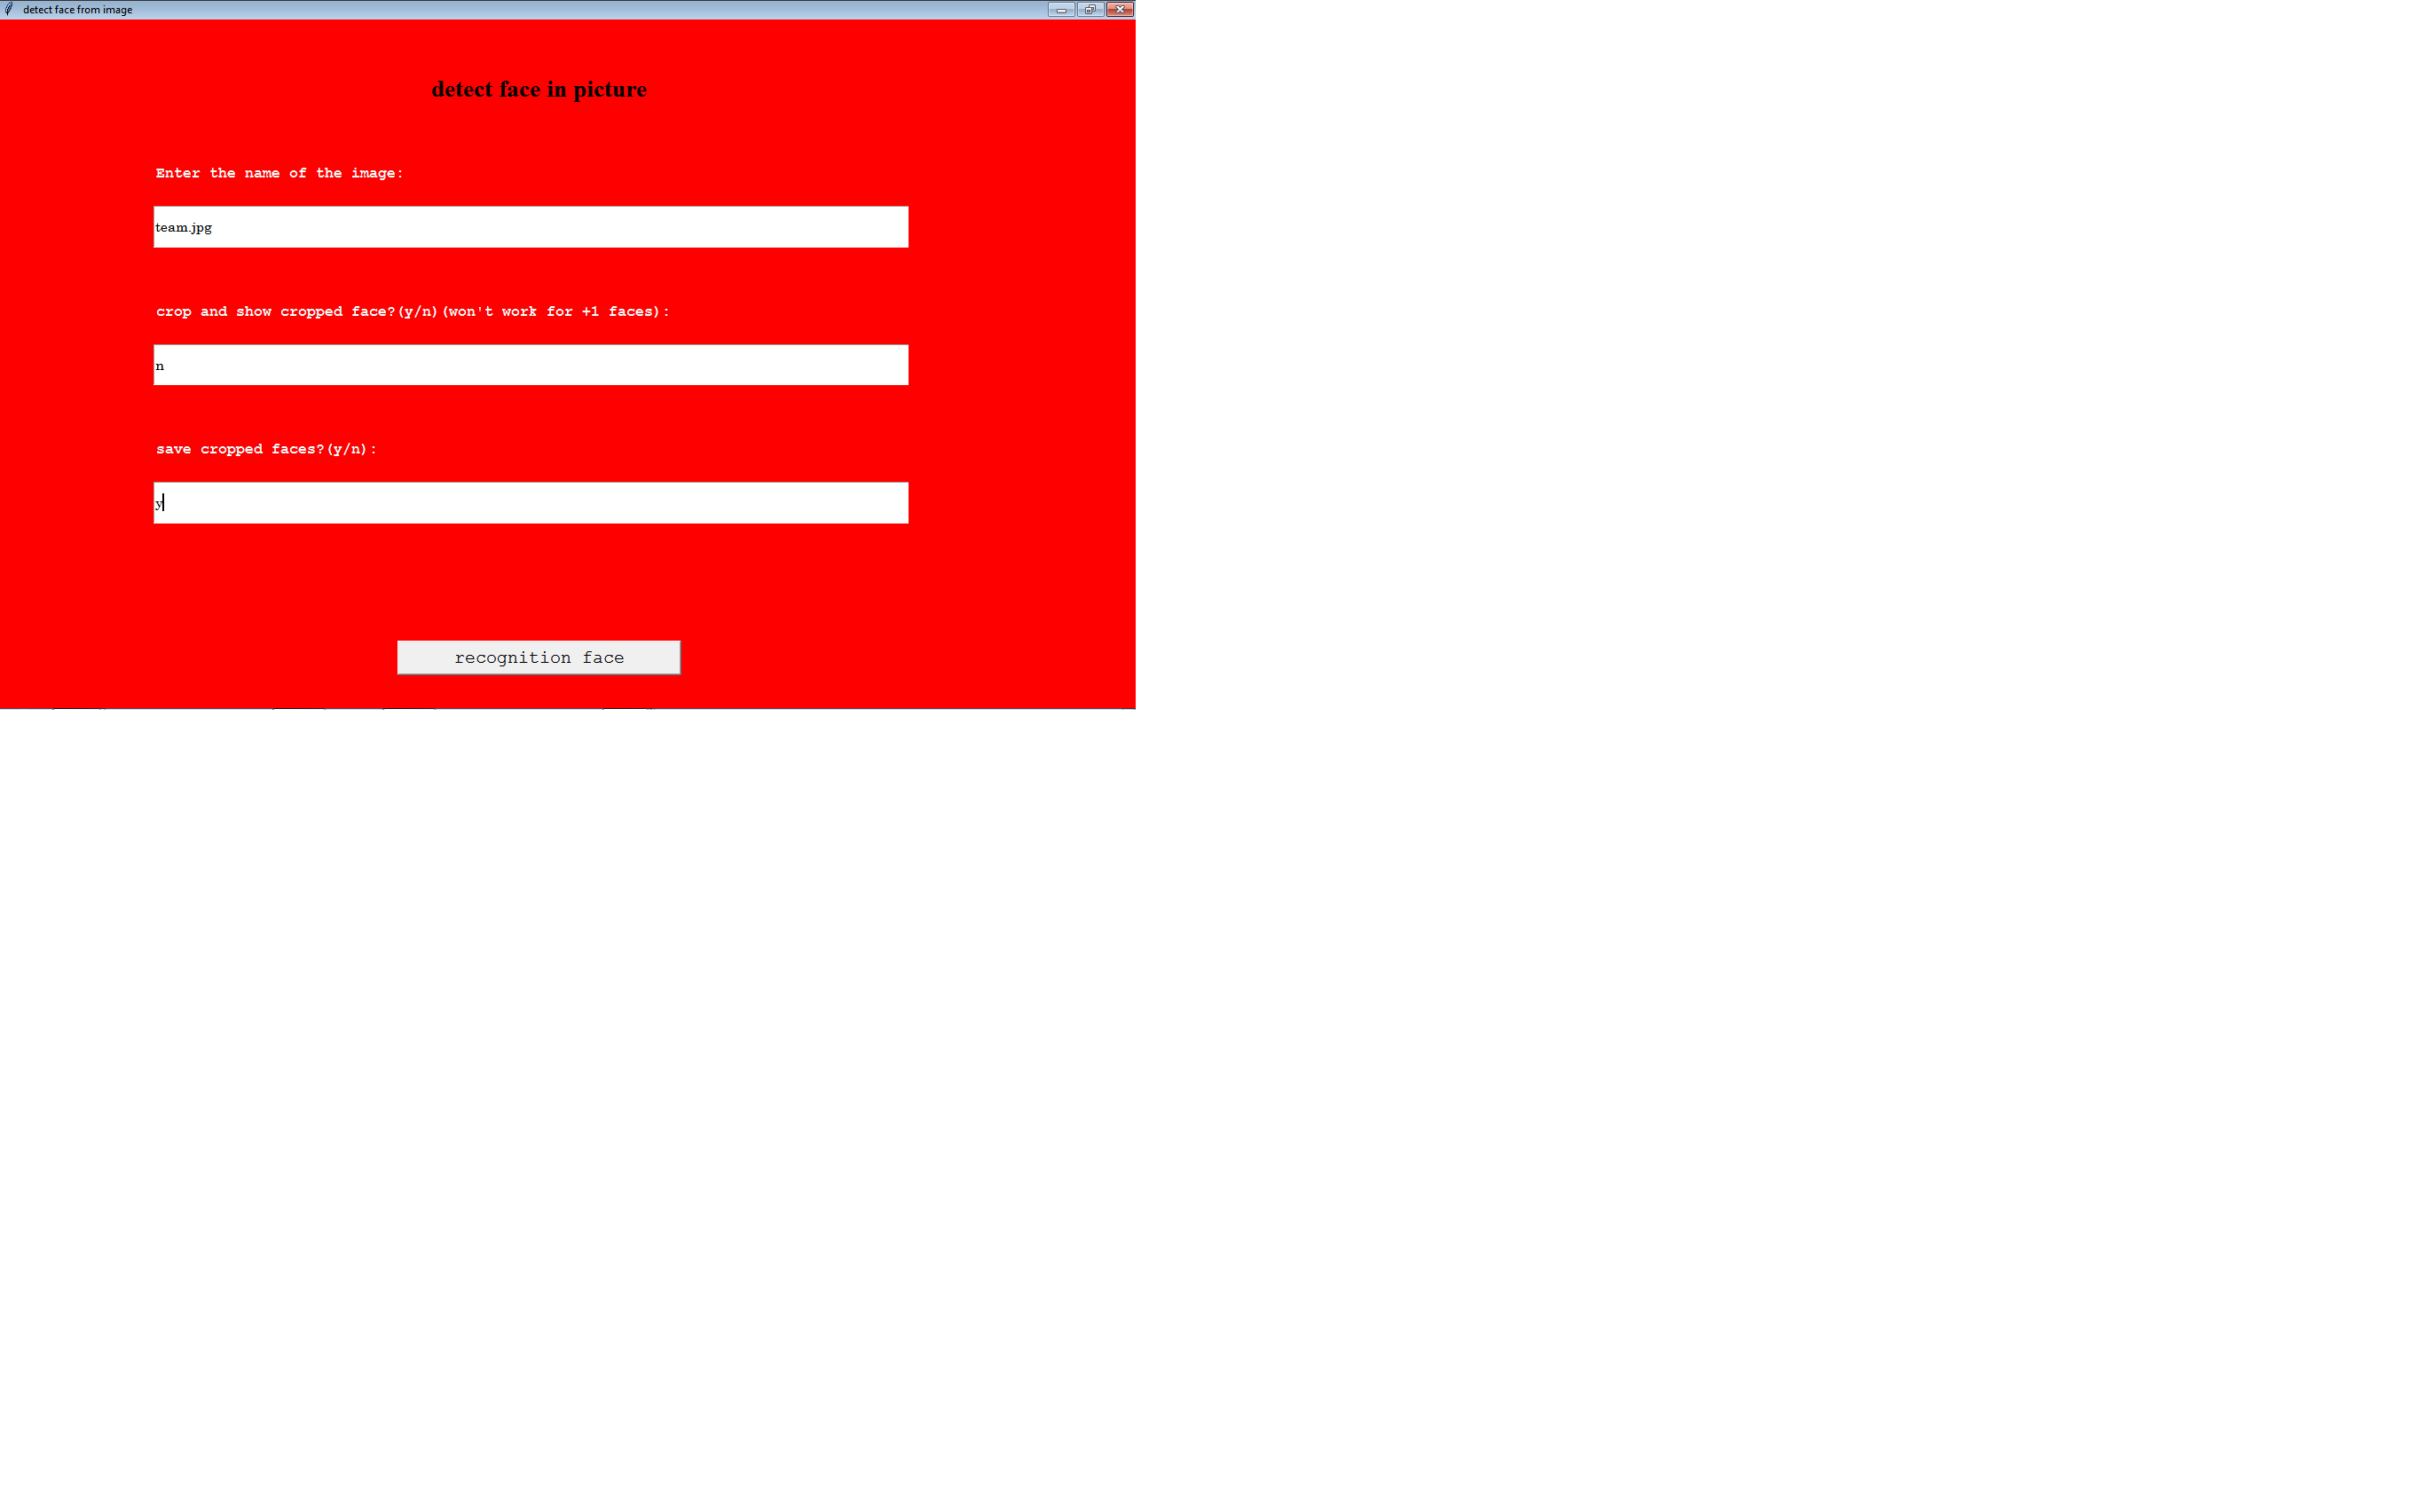 detect face from image
detect face in picture
Enter the name of the image:
team.jpg
crop and show cropped face?(y/n)(won't work for +1 faces):
n
save cropped faces?(y/n):
y
recognition face